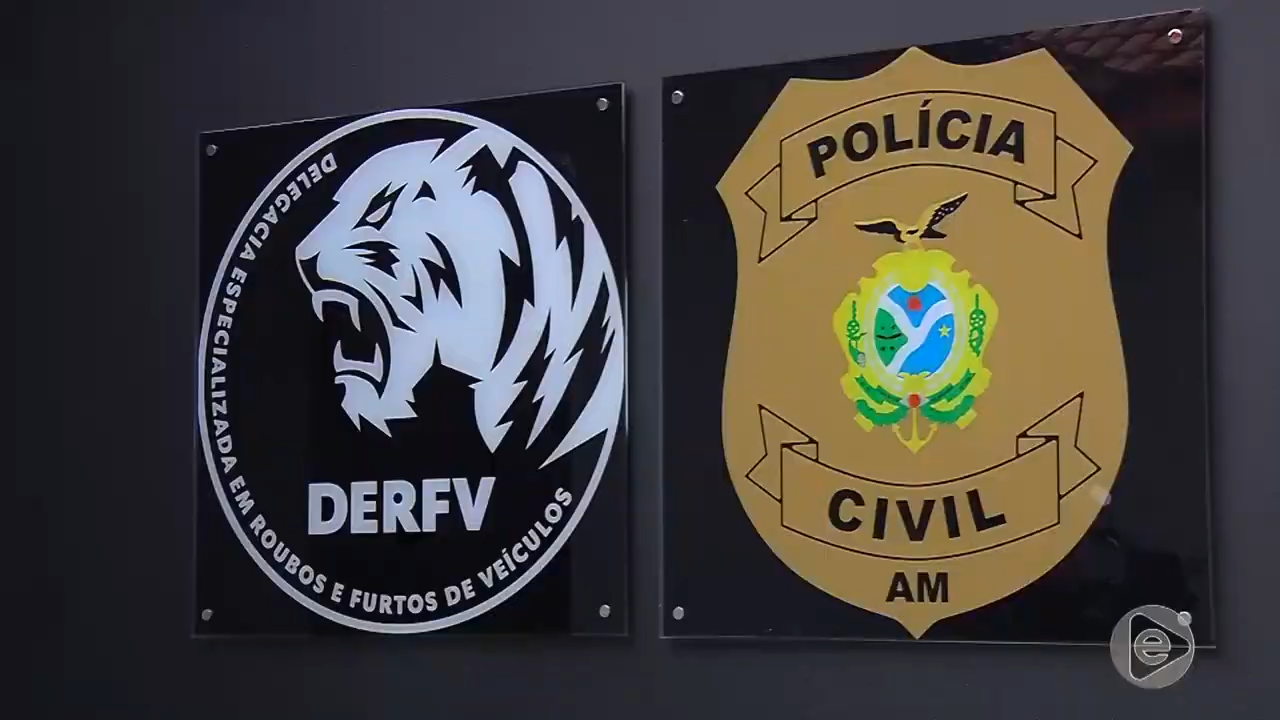 DELEGACIA ESPECIALIZADA EM ROUBOS E FURTOS DE VEÍCULOS
DERFV
POLÍCIA
CIVIL
AM
e